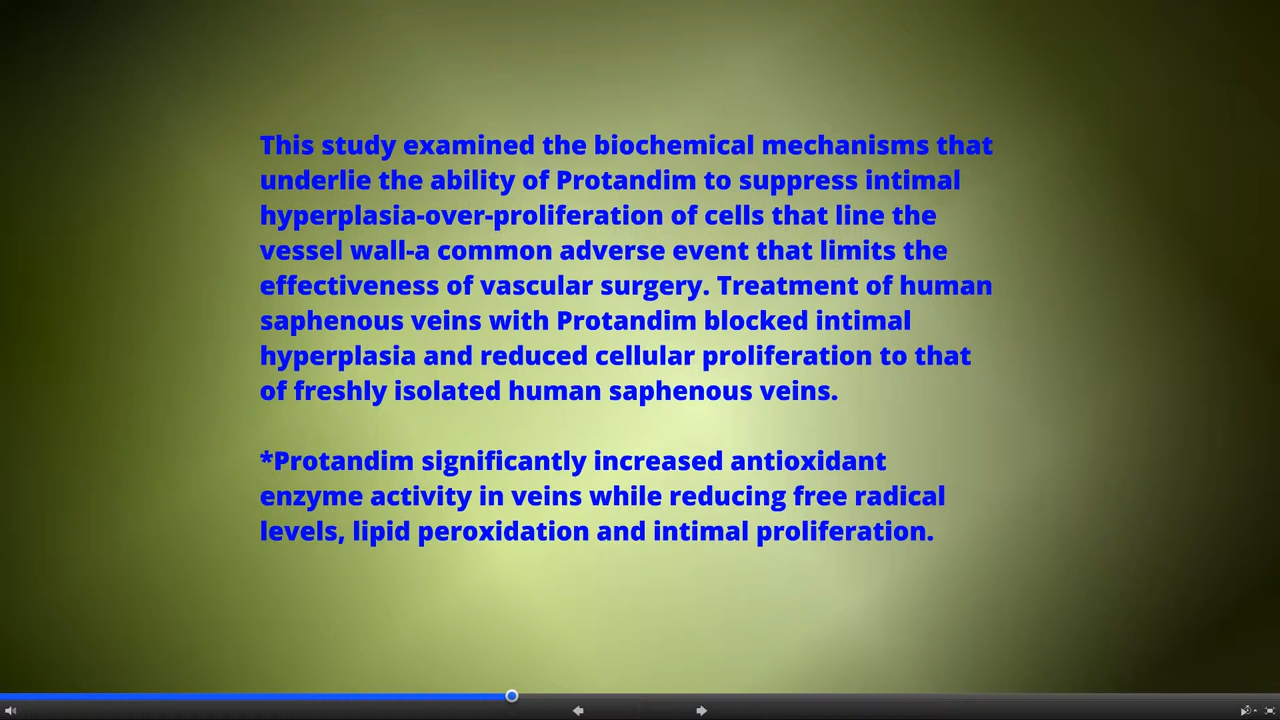 This study examined the biochemical mechanisms that
underlie the ability of Protandim to suppress intimal
hyperplasia-over-proliferation of cells that line the
vessel wall-a common adverse event that limits the
effectiveness of vascular surgery. Treatment of human
saphenous veins with Protandim blocked intimal
hyperplasia and reduced cellular proliferation to that
of freshly isolated human saphenous veins.
*Protandim significantly increased antioxidant
enzyme activity in veins while reducing free radical
levels, lipid peroxidation and intimal proliferation.